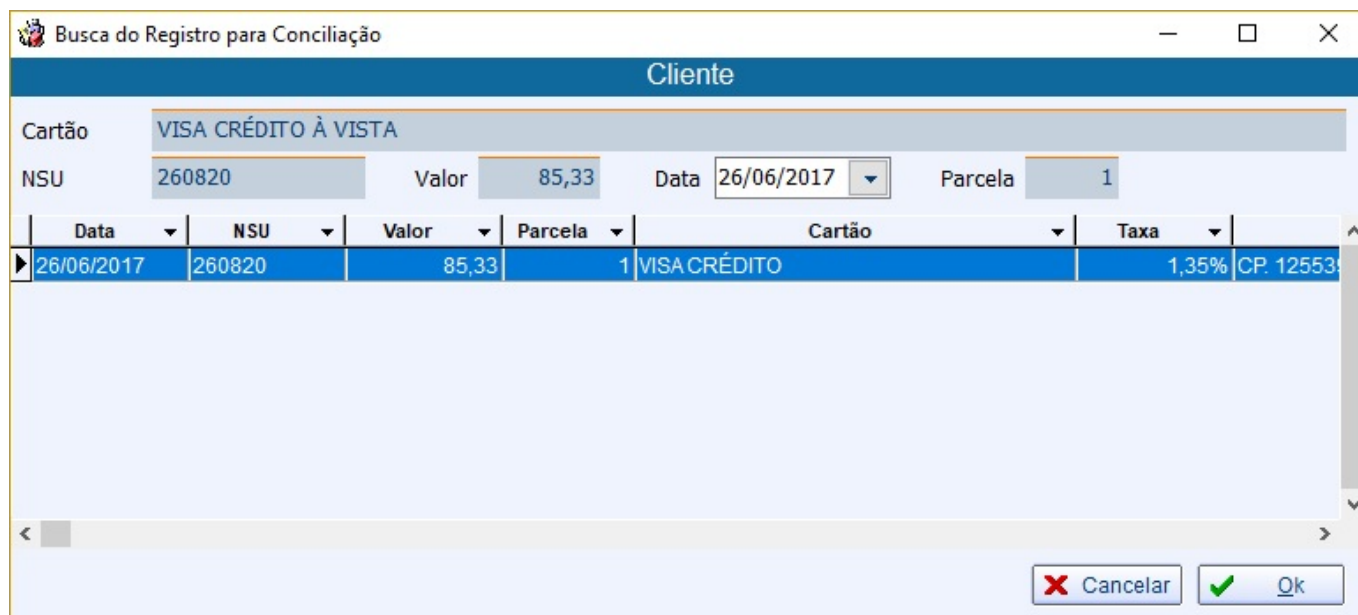 Busca do Registro para Conciliação
Cliente
Cartão VISA CRÉDITO À VISTA
NSU 260820 Valor 85,33 Data 26/06/2017 Parcela 1
Data NSU Valor Parcela Cartão Taxa
26/06/2017 260820 85,33 1 VISA CRÉDITO 1,35% CP. 125539
Cancelar Ok